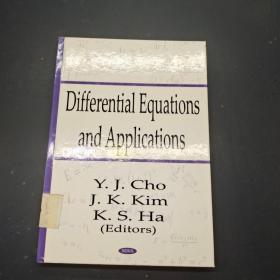 Differential Equations
and Applications
Y. J. Cho
J. K. Kim
K. S. Ha
(Editors)